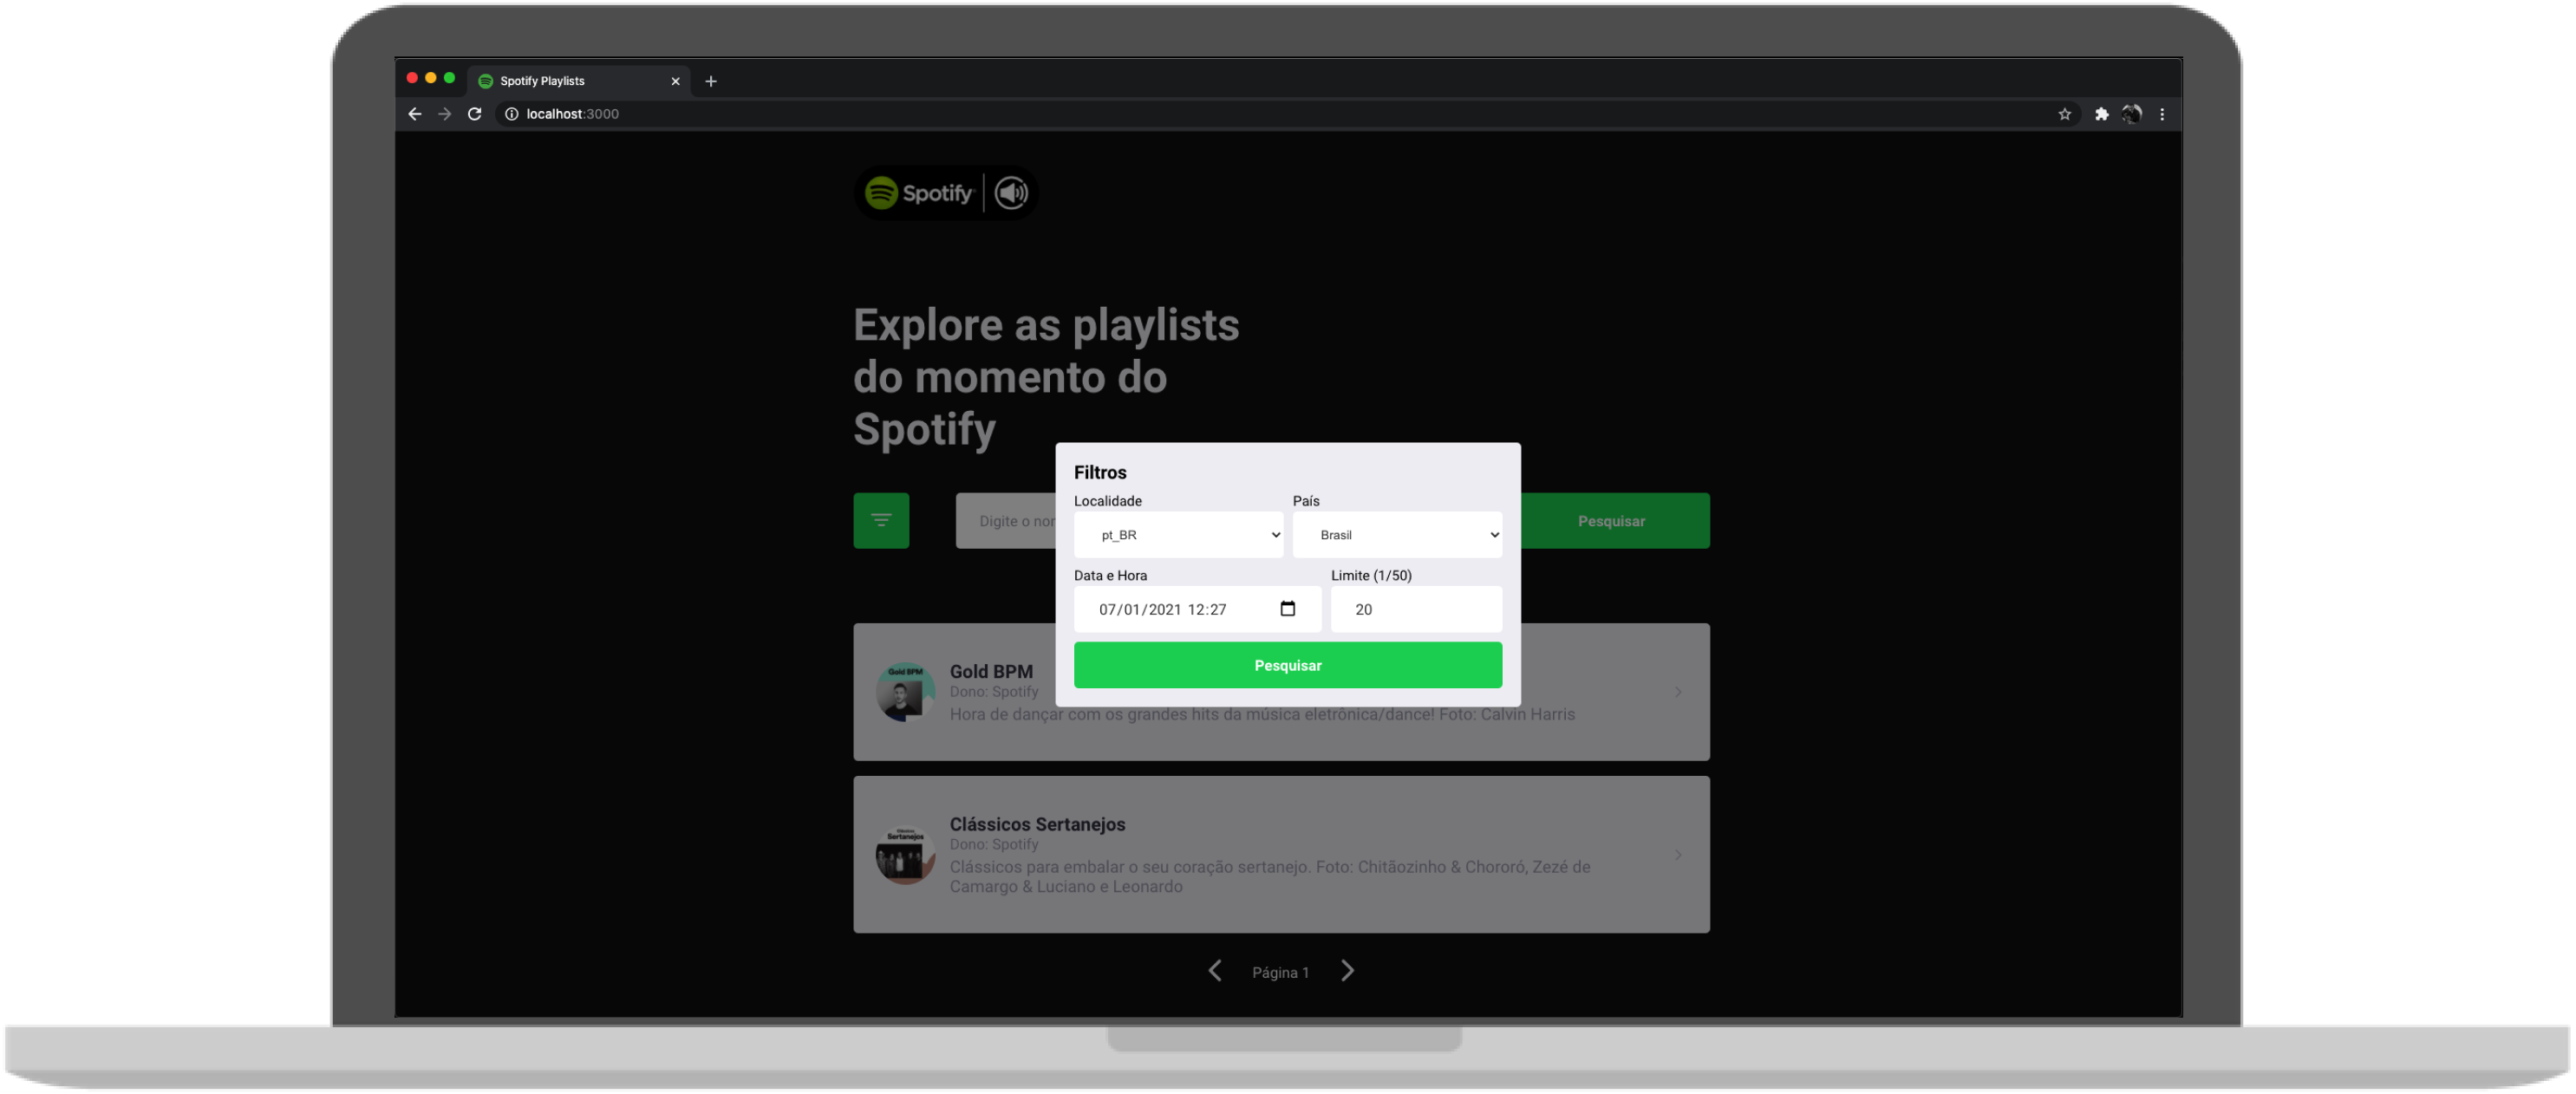 Spotify Playlists
localhost:3000
Spotify
Explore as playlists
do momento do
Spotify
Filtros
Localidade País
pt_BR Brasil
Data e Hora Limite (1/50)
07/01/2021 12:27 20
Pesquisar
Digite o Pesquisar
Gold BPM
Gold BPM
Dono: Spotify
Hora de dançar com os grandes hits da música eletrônica/dance! Foto: Calvin Harris
Sertanejos
Clássicos Sertanejos
Dono: Spotify
Clássicos para embalar o seu coração sertanejo. Foto: Chitãozinho & Chororó, Zezé de
Camargo & Luciano e Leonardo
Página 1